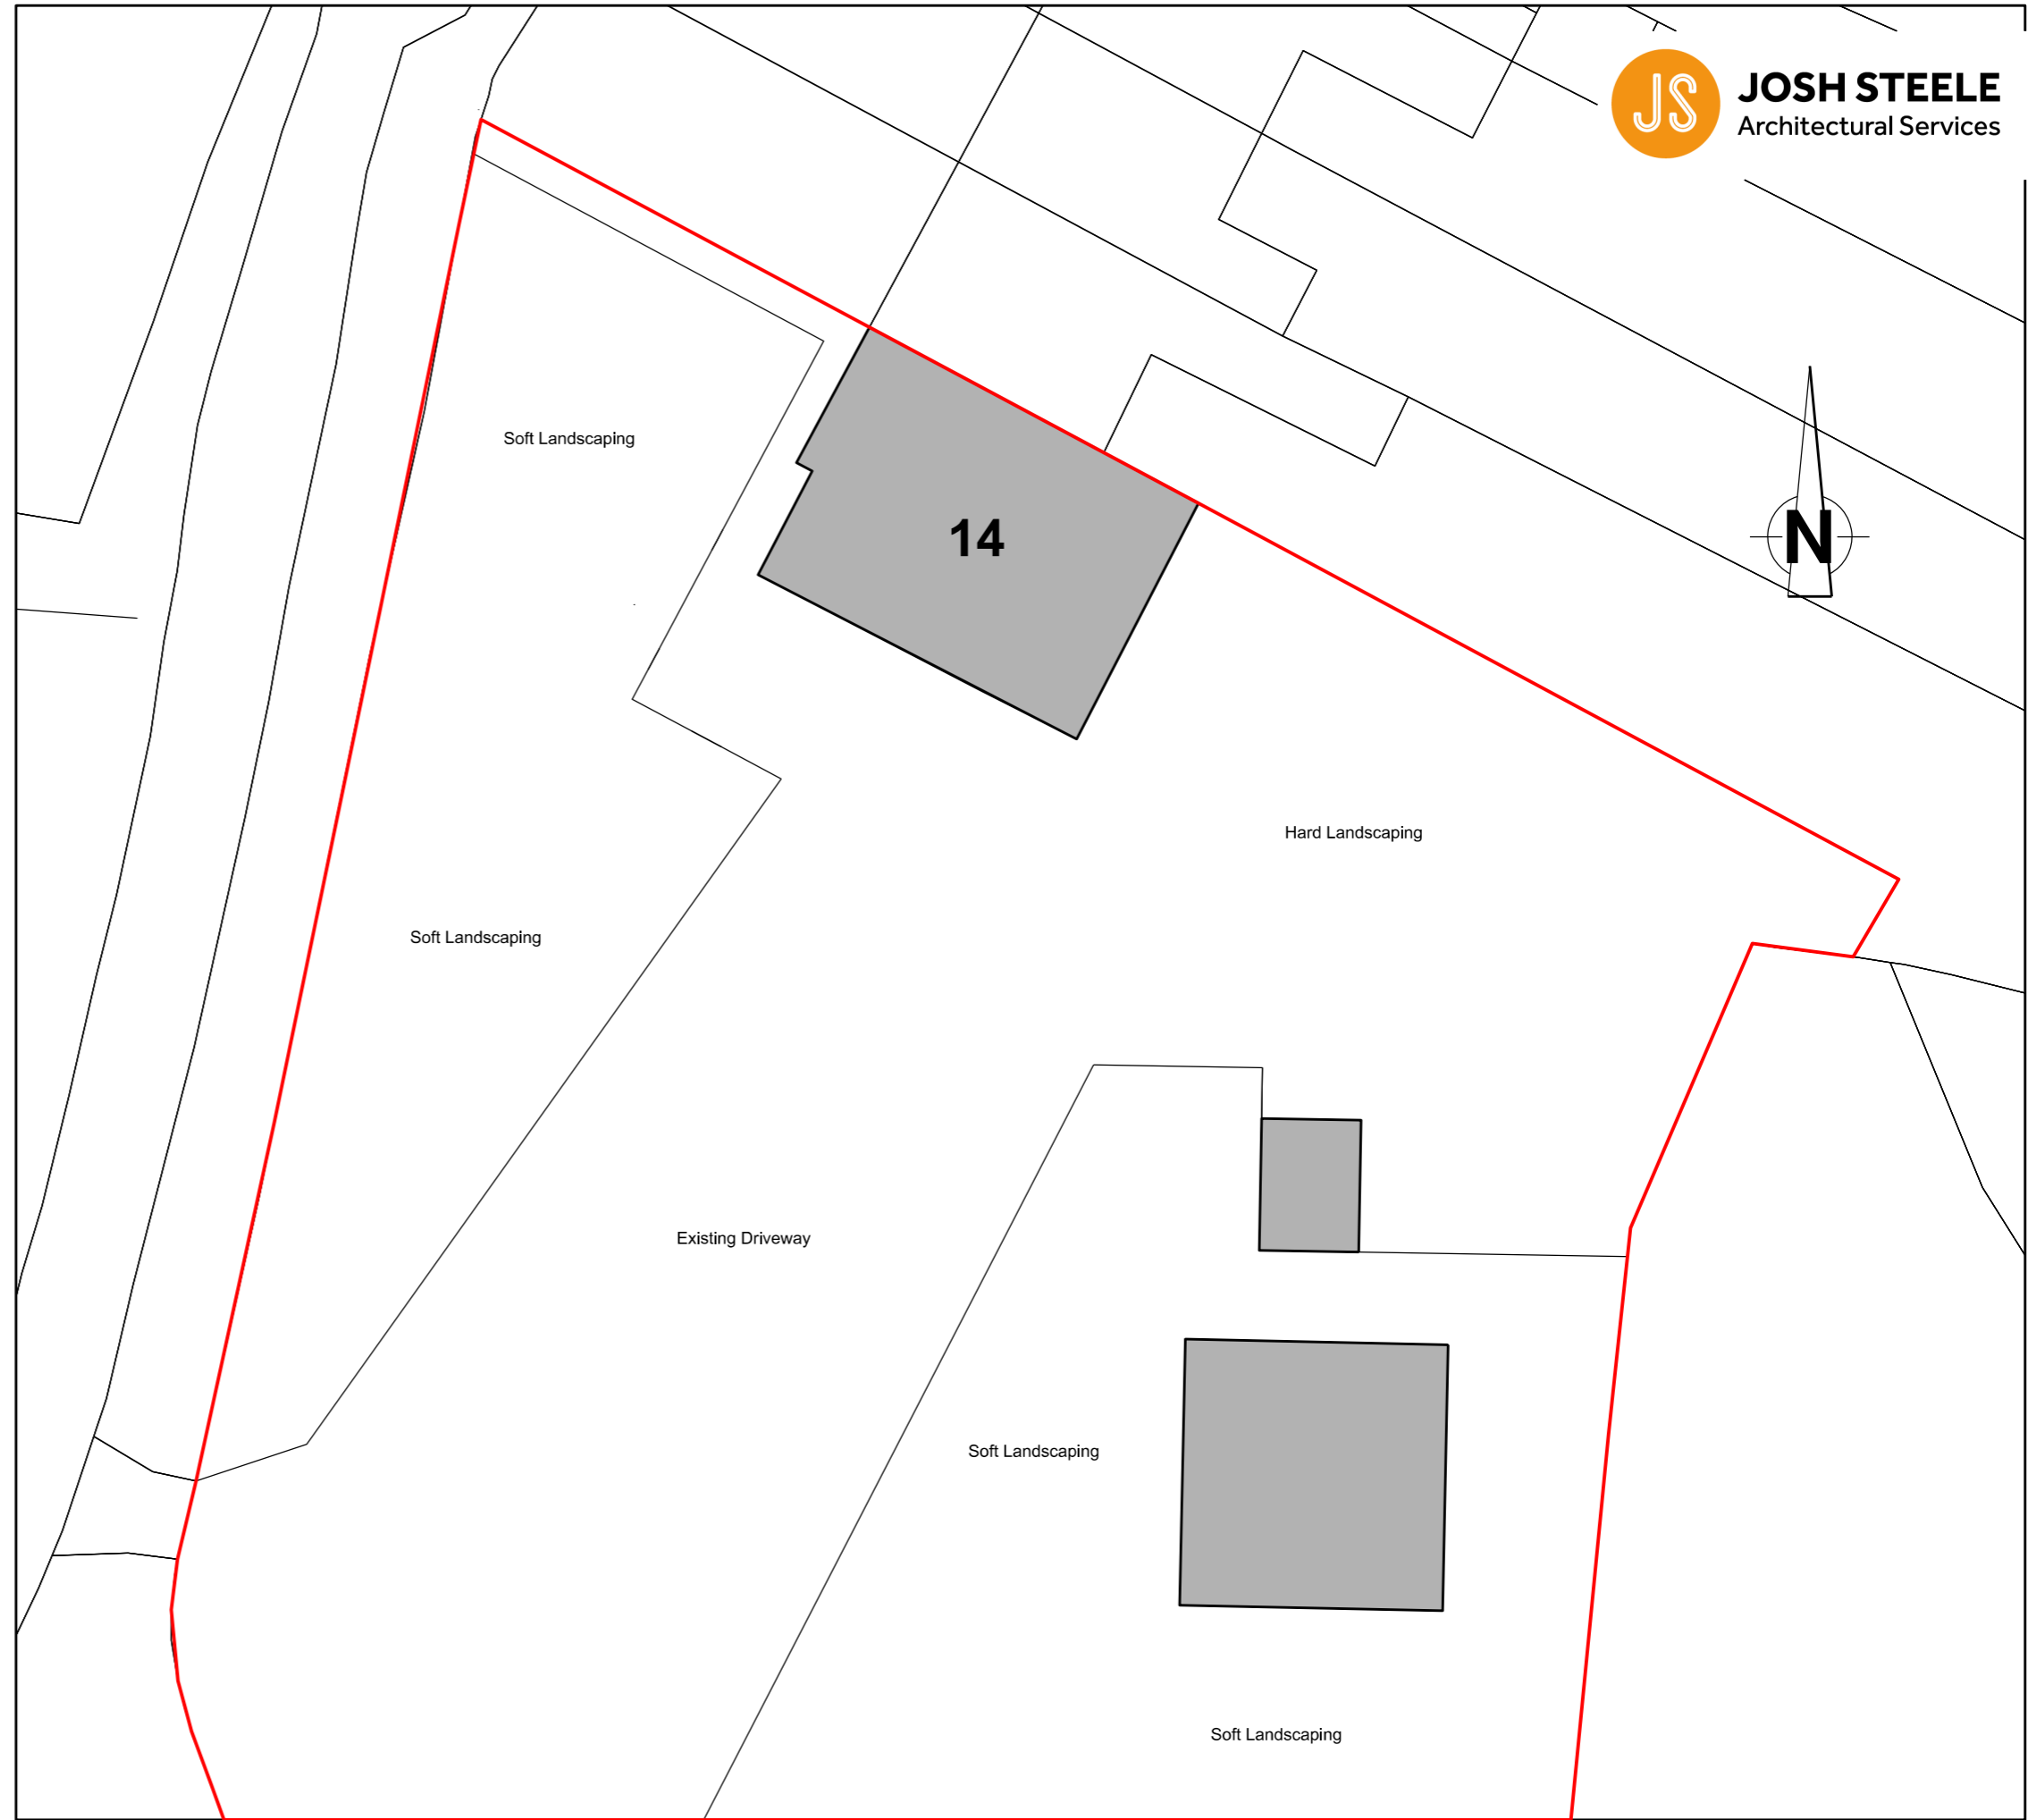 JS
JOSH STEELE
Architectural Services
Soft Landscaping
14
N
Hard Landscaping
Soft Landscaping
Existing Driveway
Soft Landscaping
Soft Landscaping